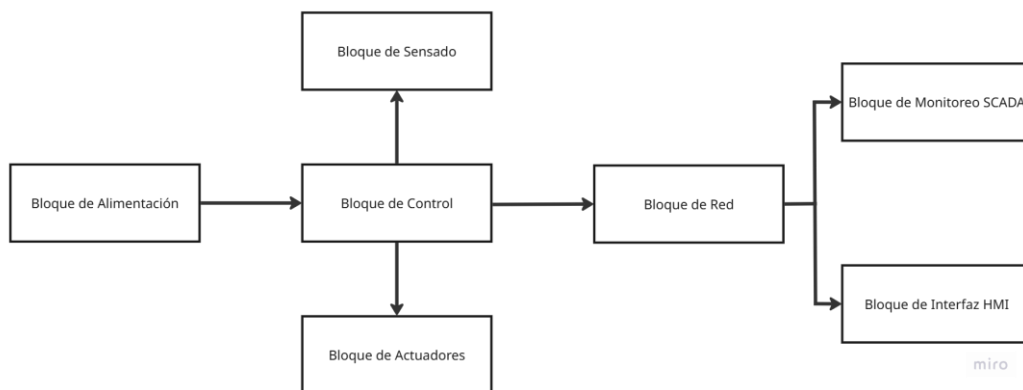 Bloque de Sensado
Bloque de Monitoreo SCADA
Bloque de Alimentación
Bloque de Control
Bloque de Red
Bloque de Interfaz HMI
Bloque de Actuadores
miro